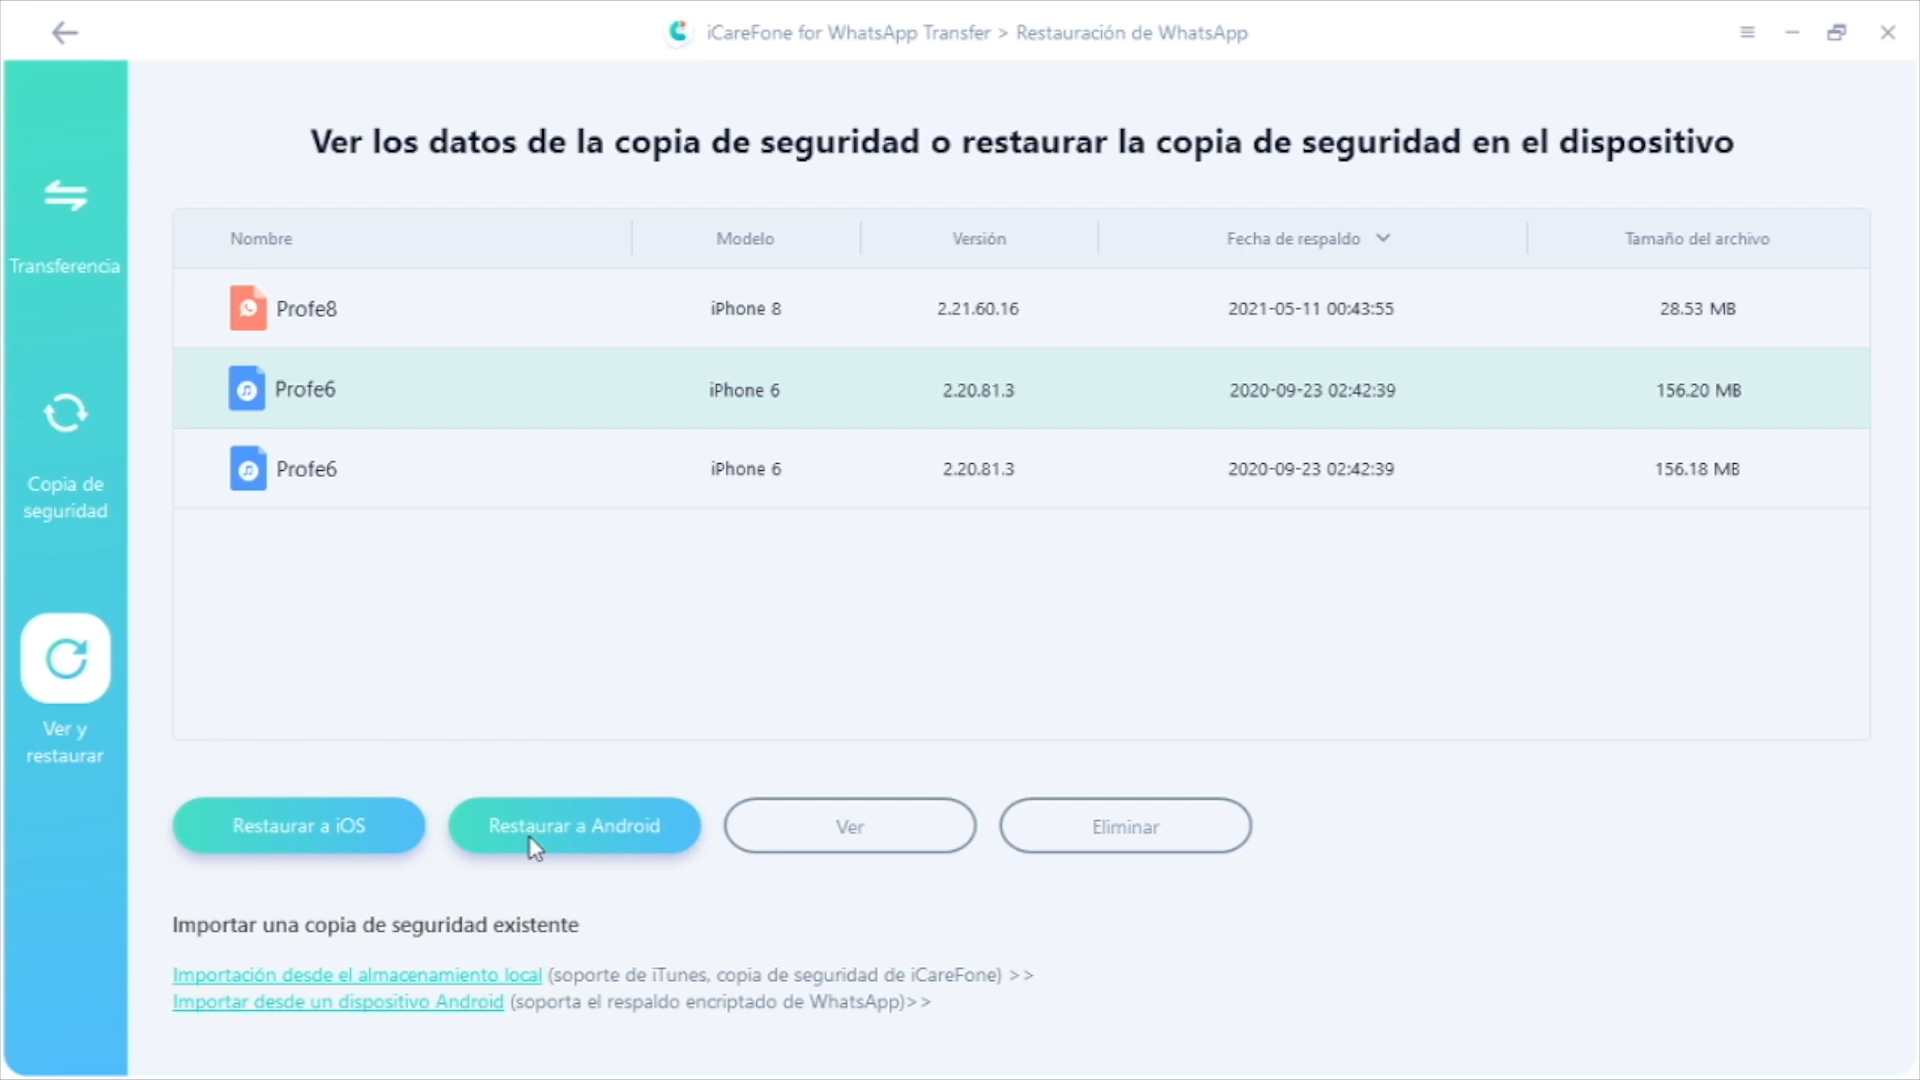 iCareFone for WhatsApp Transfer > Restauración de WhatsApp
Ver los datos de la copia de seguridad o restaurar la copia de seguridad en el dispositivo
Transferencia
Copia de
seguridad
Ver y
restaurar
Nombre Modelo Versión Fecha de respaldo Tamaño del archivo
Profe8 iPhone 8 2.21.60.16 2021-05-11 00:43:55 28.53 MB
Profe6 iPhone 6 2.20.81.3 2020-09-23 02:42:39 156.20 MB
Profe6 iPhone 6 2.20.81.3 2020-09-23 02:42:39 156.18 MB
Restaurar a iOS Restaurar a Android Ver Eliminar
Importar una copia de seguridad existente
Importación desde el almacenamiento local (soporte de iTunes, copia de seguridad de iCareFone) >>
Importar desde un dispositivo Android (soporta el respaldo encriptado de WhatsApp)>>